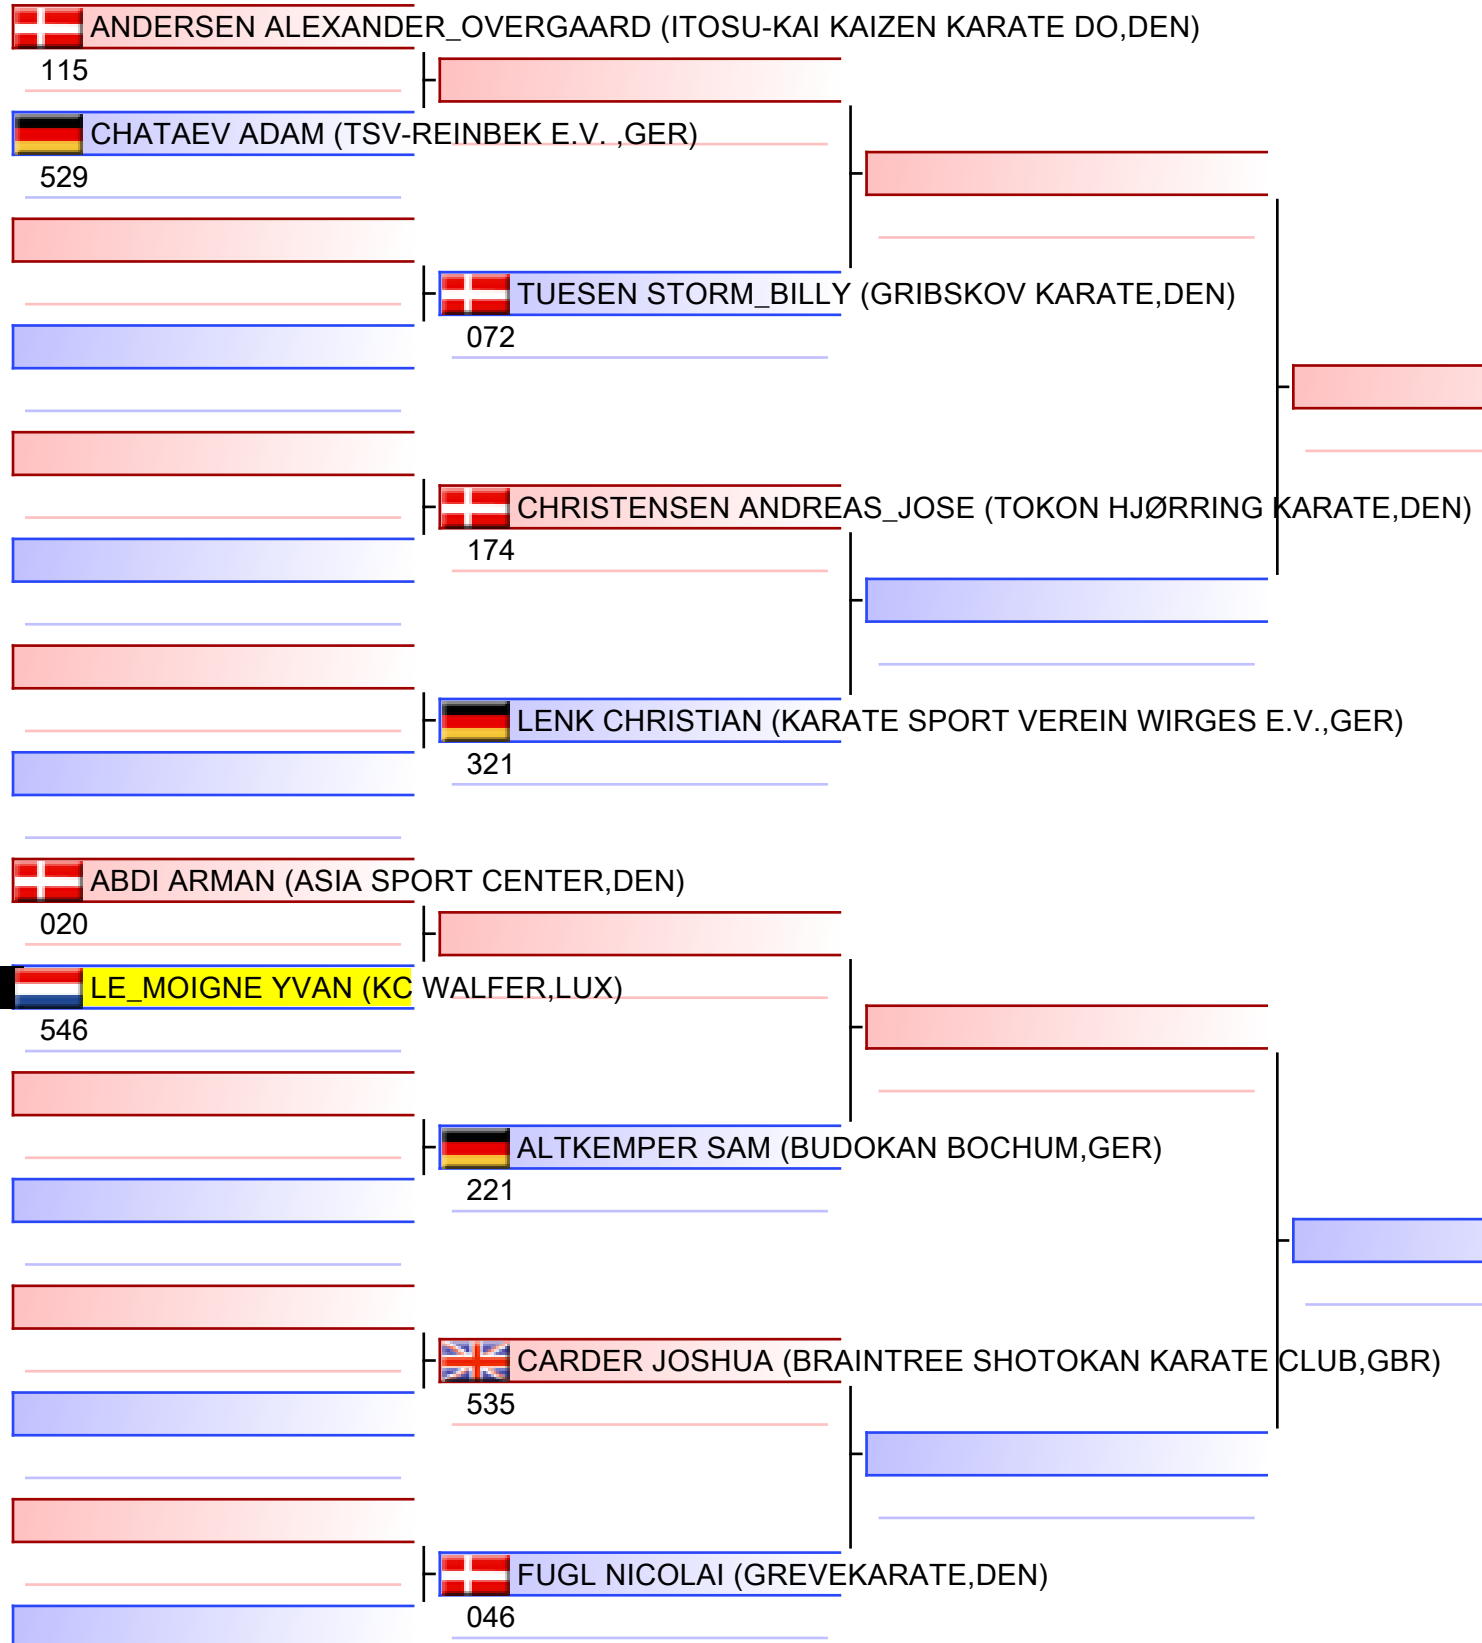 ANDERSEN ALEXANDER_OVERGAARD (ITOSU-KAI KAIZEN KARATE DO,DEN)
115
CHATAEV ADAM (TSV-REINBEK E.V. ,GER)
529
TUESEN STORM_BILLY (GRIBSKOV KARATE,DEN)
072
CHRISTENSEN ANDREAS_JOSE (TOKON HJØRRING KARATE,DEN)
174
LENK CHRISTIAN (KARATE SPORT VEREIN WIRGES E.V.,GER)
321
ABDI ARMAN (ASIA SPORT CENTER,DEN)
020
LE_MOIGNE YVAN (KC WALFER,LUX)
546
ALTKEMPER SAM (BUDOKAN BOCHUM,GER)
221
CARDER JOSHUA (BRAINTREE SHOTOKAN KARATE CLUB,GBR)
535
FUGL NICOLAI (GREVEKARATE,DEN)
046